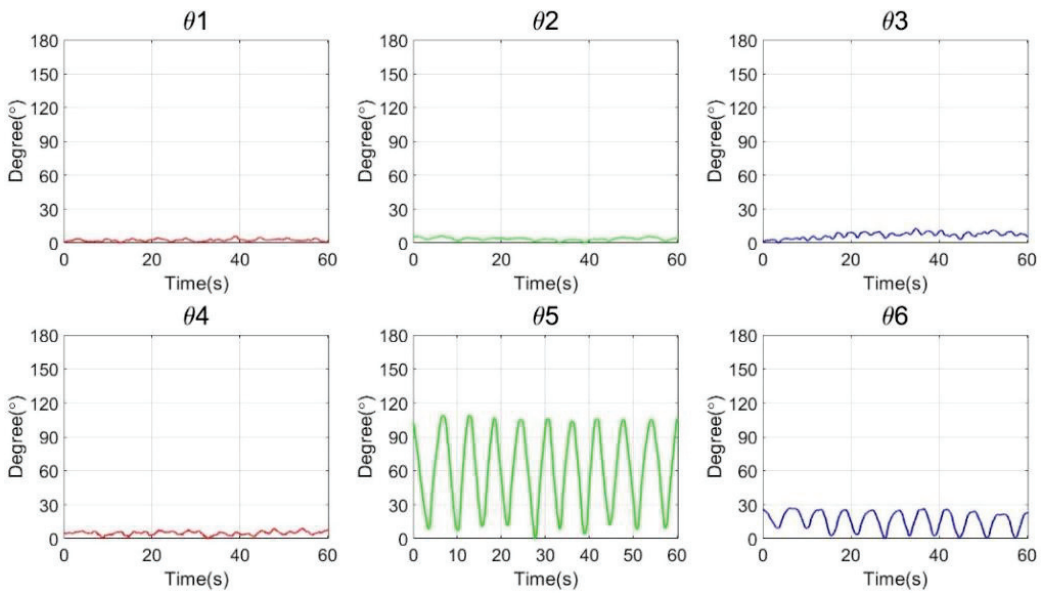 θ1 θ2 θ3
180 180 180
150 150 150
120 120 120
90 90 90
60 60 60
30 30 30
0 0 0
Degree(°) Degree(°) Degree(°)
0 20 40 60 0 20 40 60 0 20 40 60
Time(s) Time(s) Time(s)
θ4 θ5 θ6
180 180 180
150 150 150
120 120 120
90 90 90
60 60 60
30 30 30
0 0 0
Degree(°) Degree(°) Degree(°)
0 20 40 60 0 10 20 30 40 50 60 0 20 40 60
Time(s) Time(s) Time(s)